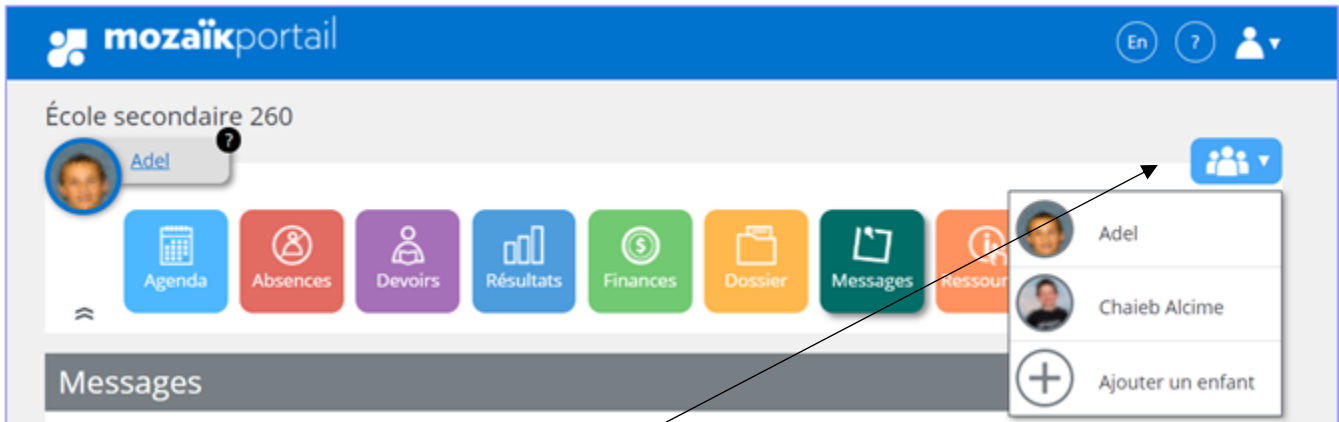 mozaïkportail
En ?
École secondaire 260
?
Adel
Agenda Absences Devoirs Résultats Finances Dossier Messages
Adel
Chaieb Alcime
Ajouter un enfant
Messages